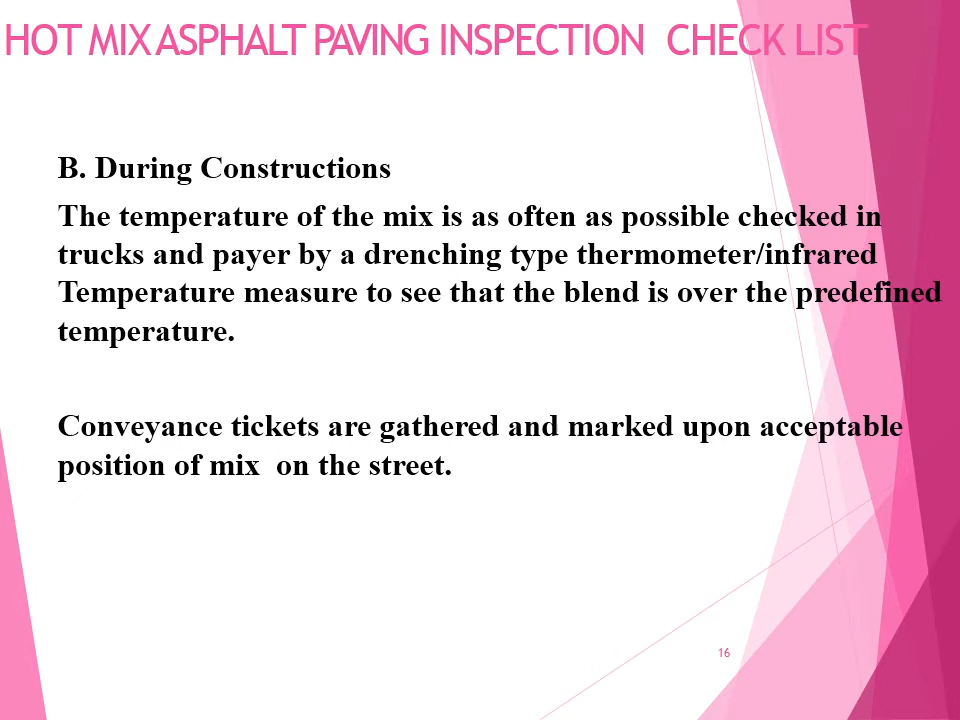 HOT MIX ASPHALT PAVING INSPECTION CHECK LIST
B. During Constructions
The temperature of the mix is as often as possible checked in
trucks and payer by a drenching type thermometer/infrared
Temperature measure to see that the blend is over the predefined
temperature.
Conveyance tickets are gathered and marked upon acceptable
position of mix on the street.
16